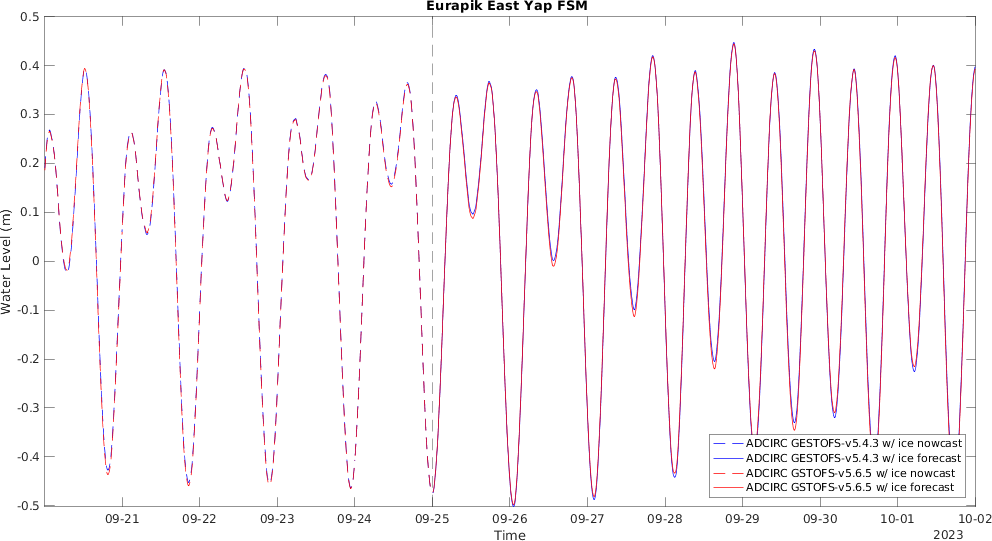 Eurapik East Yap FSM
Water Level (m)
0.5
0.4
0.3
0.2
0.1
0
-0.1
-0.2
-0.3
-0.4
-0.5
ADCIRC GESTOFS-v5.4.3 w/ ice nowcast
ADCIRC GESTOFS-v5.4.3 w/ ice forecast
ADCIRC GSTOFS-v5.6.5 w/ ice nowcast
ADCIRC GSTOFS-v5.6.5 w/ ice forecast
09-21 09-22 09-23 09-24 09-25 09-26 09-27 09-28 09-29 09-30 10-01 10-02
Time
2023